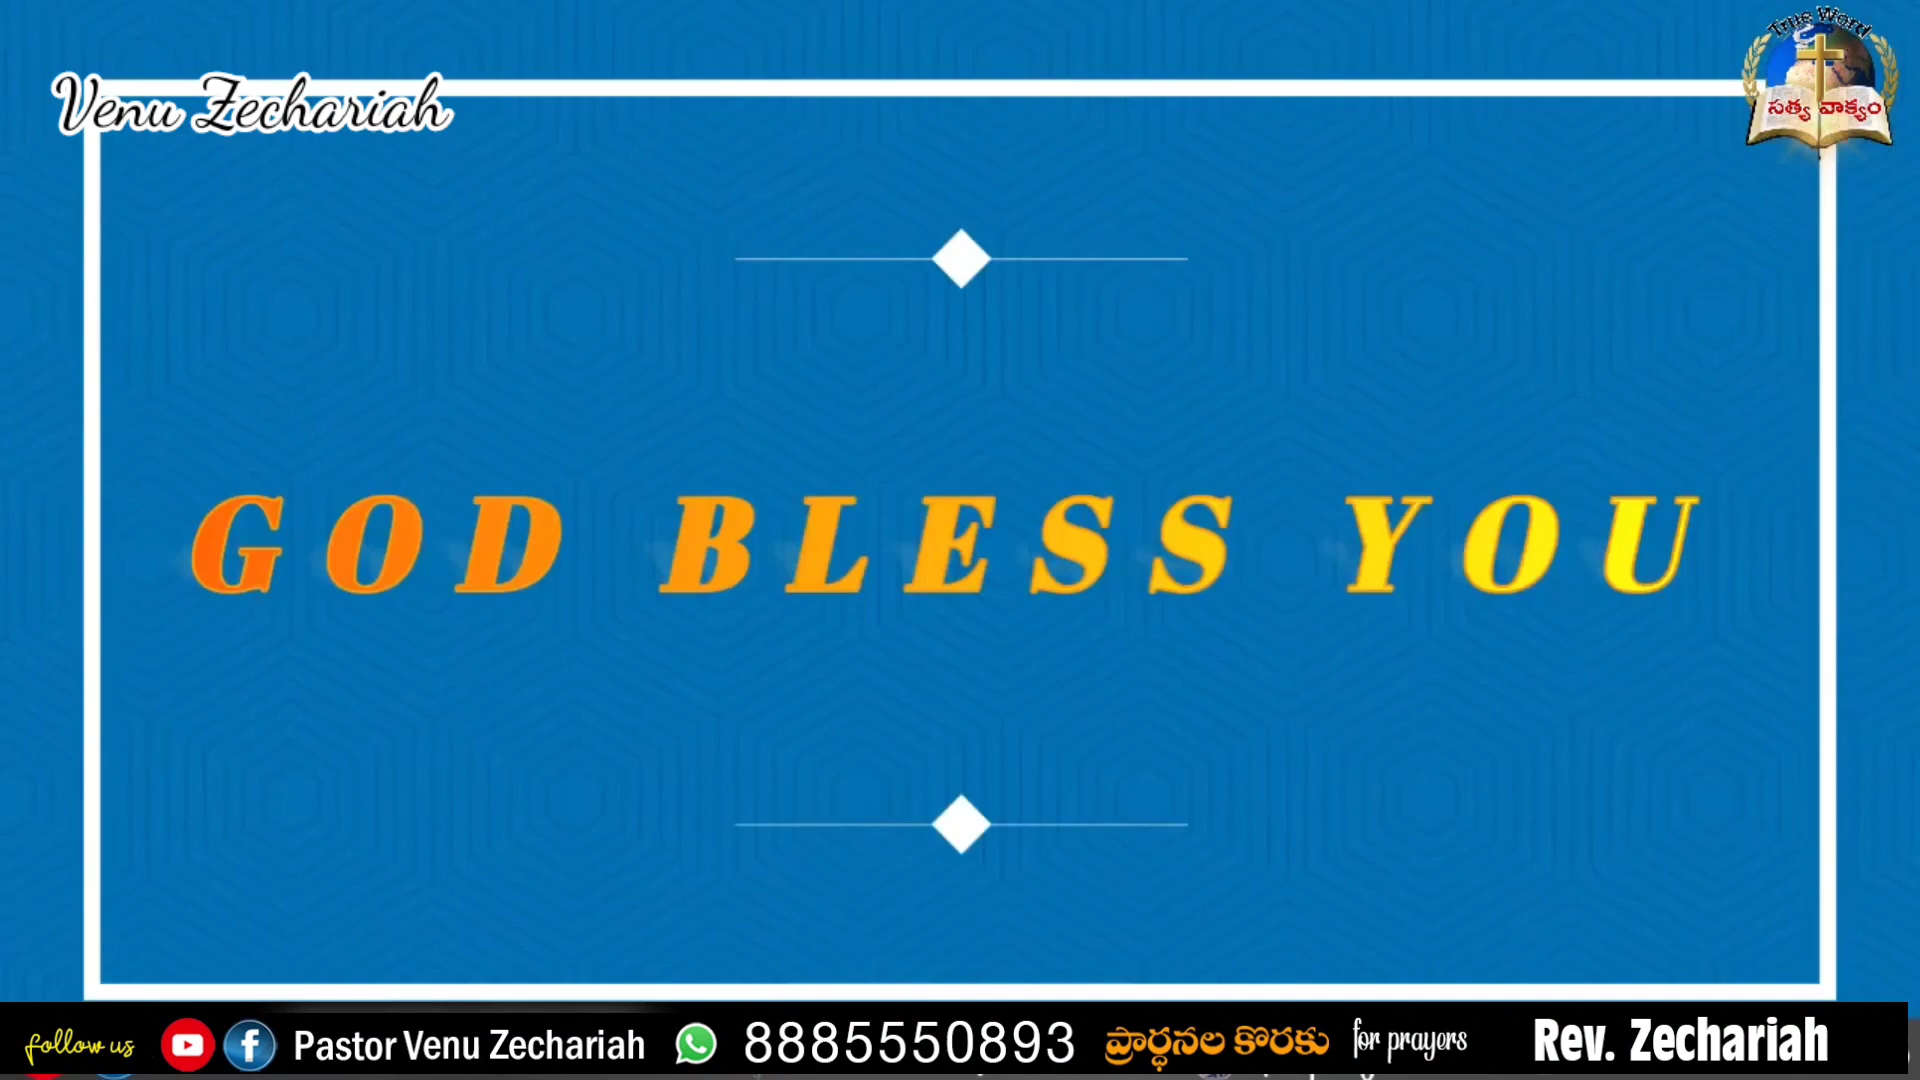 True Word
Venu Zechariah
సత్య వాక్యం
GOD BLESS YOU
follow us Pastor Venu Zechariah 8885550893 ప్రార్థనల కొరకు for prayers Rev. Zechariah